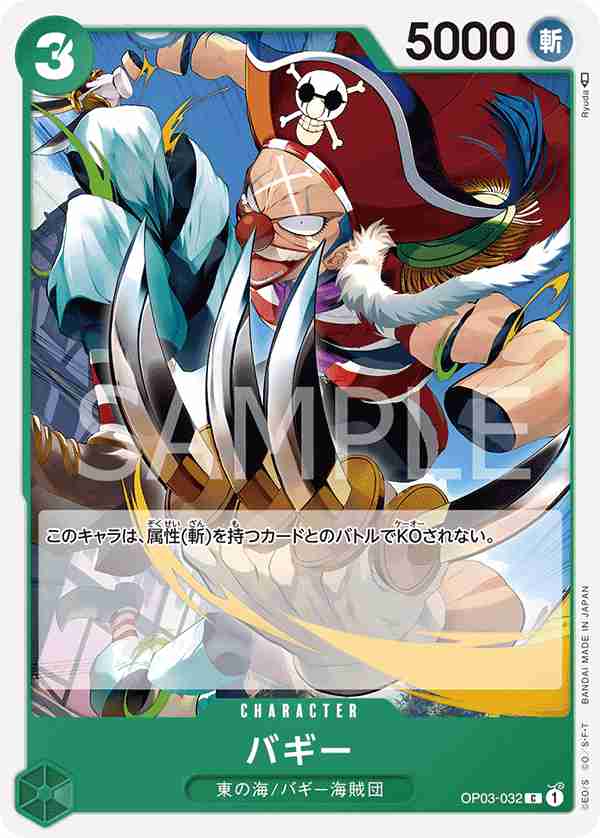 3
5000
斬
Ryuda
SAMPLE
このキャラは、属性(斬)を持つカードとのバトルでKOされない。
CHARACTER
バギー
東の海/バギー海賊団
OP03-032 C 1
©EO/S ©O/S・F・T BANDAI MADE IN JAPAN